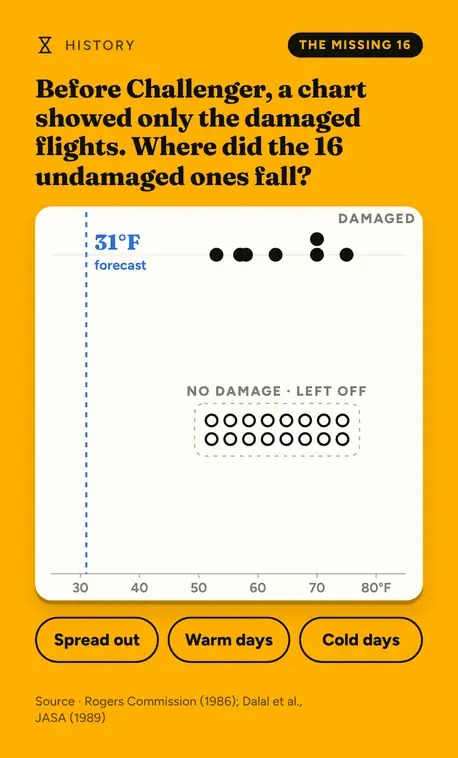 HISTORY
THE MISSING 16
Before Challenger, a chart
showed only the damaged
flights. Where did the 16
undamaged ones fall?
DAMAGED
31°F
forecast
NO DAMAGE · LEFT OFF
30 40 50 60 70 80°F
Spread out
Warm days
Cold days
Source · Rogers Commission (1986); Dalal et al.,
JASA (1989)